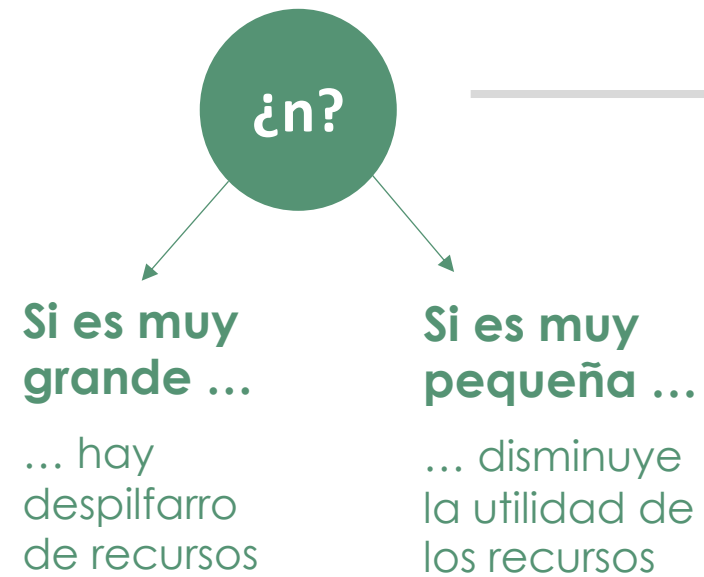 ¿n?
Si es muy
grande …
… hay
despilfarro
de recursos
Si es muy
pequeña …
… disminuye
la utilidad de
los recursos